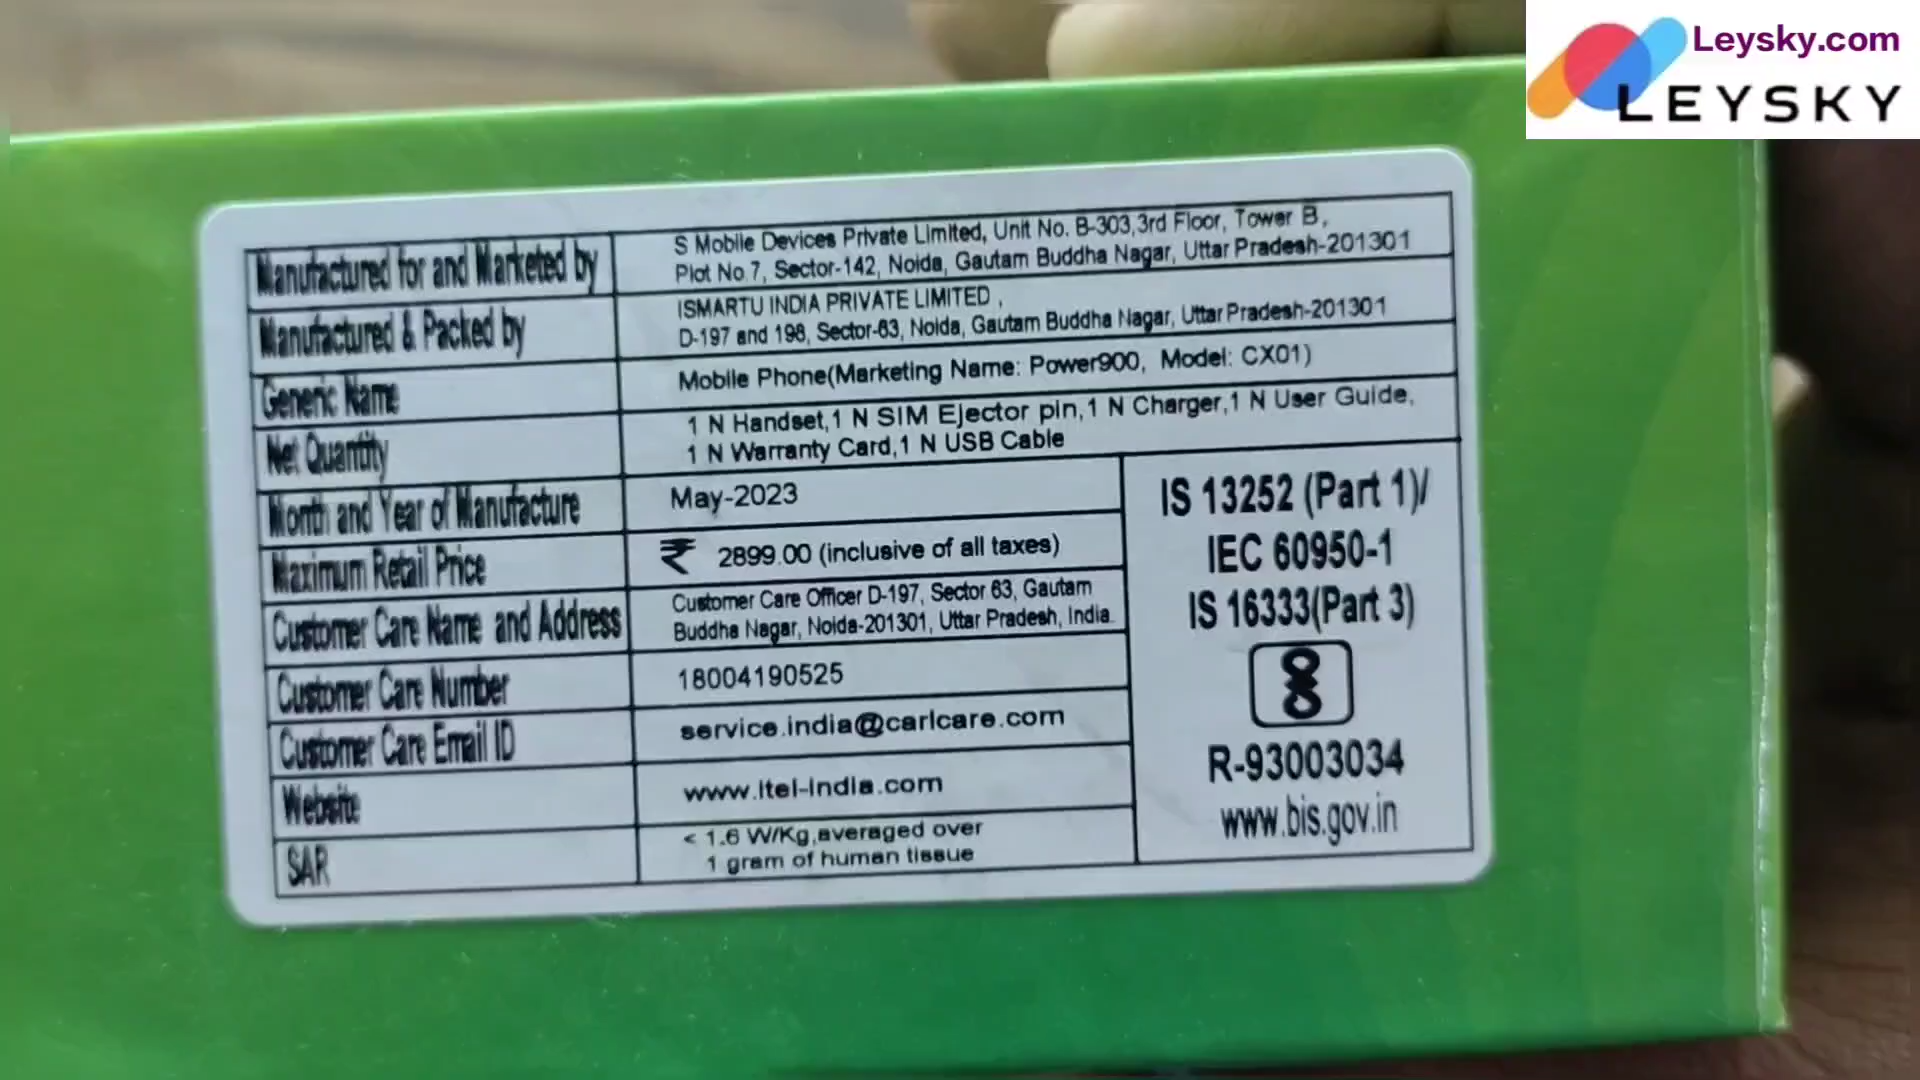 Leysky.com
LEYSKY
Manufactured for and Marketed by
S Mobile Devices Private Limited, Unit No. B-303,3rd Floor, Tower B,
Plot No.7, Sector-142, Noida, Gautam Buddha Nagar, Uttar Pradesh-201301
Manufactured & Packed by
ISMARTU INDIA PRIVATE LIMITED ,
D-197 and 198, Sector-63, Noida, Gautam Buddha Nagar, Uttar Pradesh-201301
Generic Name
Mobile Phone(Marketing Name: Power900, Model: CX01)
Net Quantity
1 N Handset,1 N SIM Ejector pin,1 N Charger,1 N User Guide,
1 N Warranty Card,1 N USB Cable
Month and Year of Manufacture
May-2023
Maximum Retail Price
₹ 2899.00 (inclusive of all taxes)
Customer Care Name and Address
Customer Care Officer D-197, Sector 63, Gautam
Buddha Nagar, Noida-201301, Uttar Pradesh, India.
Customer Care Number
18004190525
Customer Care Email ID
service.india@carlcare.com
Website
www.itel-india.com
SAR
< 1.6 W/Kg,averaged over
1 gram of human tissue
IS 13252 (Part 1)/
IEC 60950-1
IS 16333(Part 3)
R-93003034
www.bis.gov.in